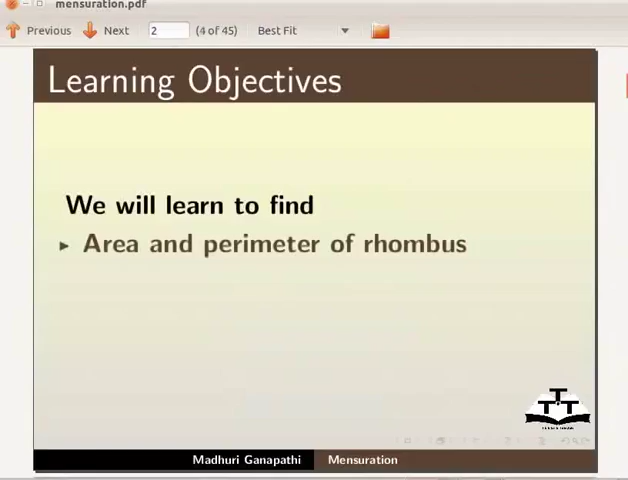 mensuration.pdf
Previous Next 2 (4 of 45) Best Fit
Learning Objectives
We will learn to find
Area and perimeter of rhombus
TTT
Madhuri Ganapathi Mensuration